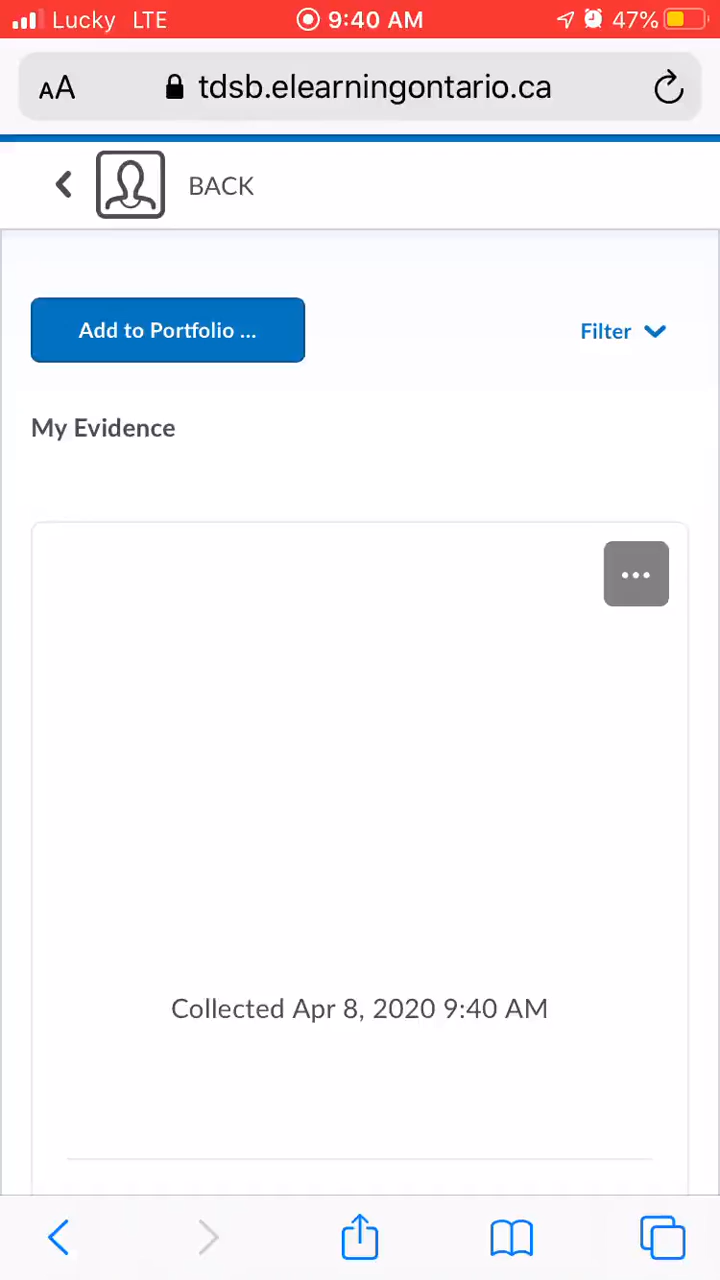 Lucky LTE 9:40 AM 47%
AA tdsb.elearningontario.ca
BACK
Add to Portfolio ... Filter
My Evidence
Collected Apr 8, 2020 9:40 AM